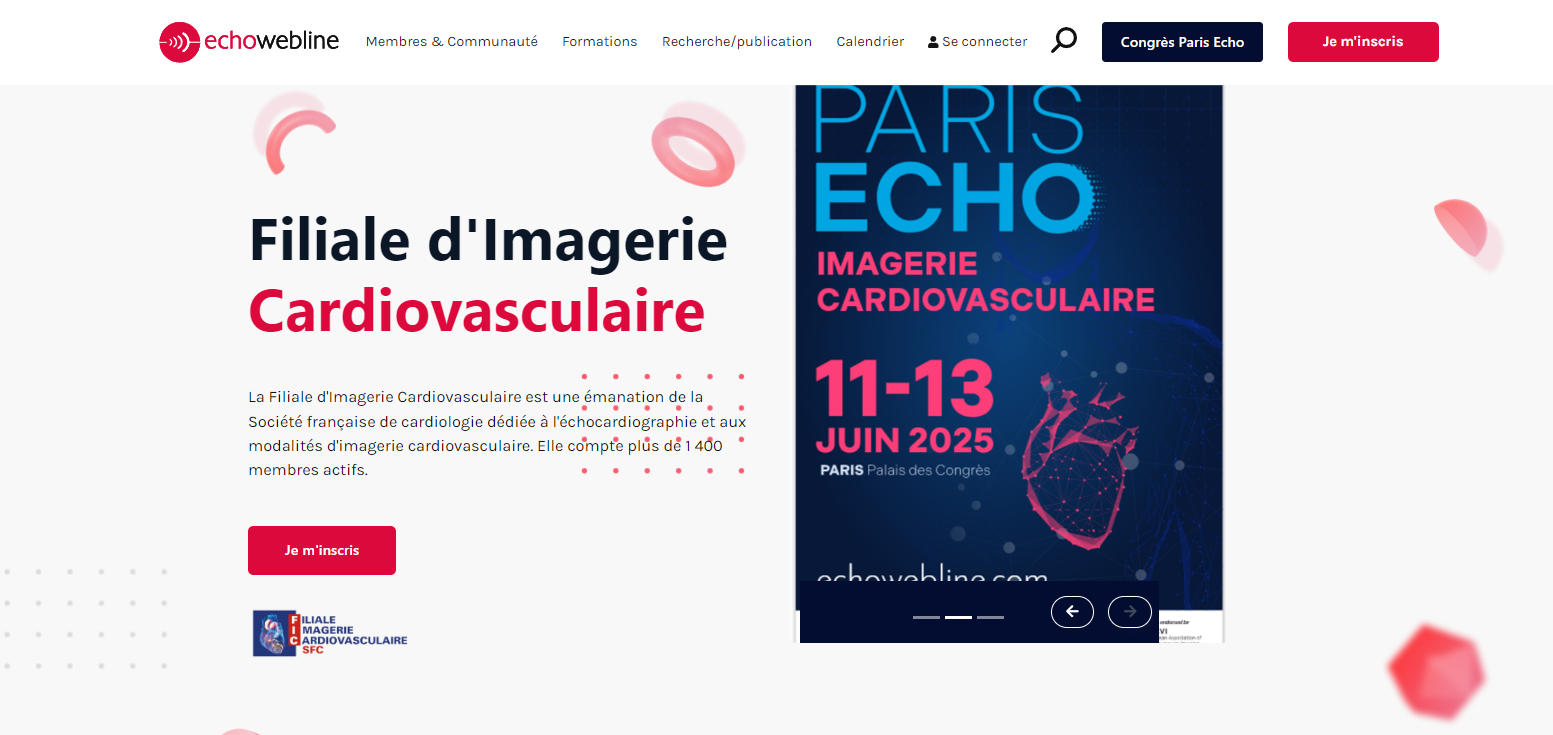 echowebline
Membres & Communauté
Formations
Recherche/publication
Calendrier
Se connecter
Congrès Paris Echo
Je m'inscris
Filiale d'Imagerie
Cardiovasculaire
La Filiale d'Imagerie Cardiovasculaire est une émanation de la
Société française de cardiologie dédiée à l'échocardiographie et aux
modalités d'imagerie cardiovasculaire. Elle compte plus de 1 400
membres actifs.
Je m'inscris
FILIALE
IMAGERIE
CARDIOVASCULAIRE
SFC
PARIS
ECHO
IMAGERIE
CARDIOVASCULAIRE
11-13
JUIN 2025
PARIS Palais des Congrès
echowebline.com
endorsed by
VI